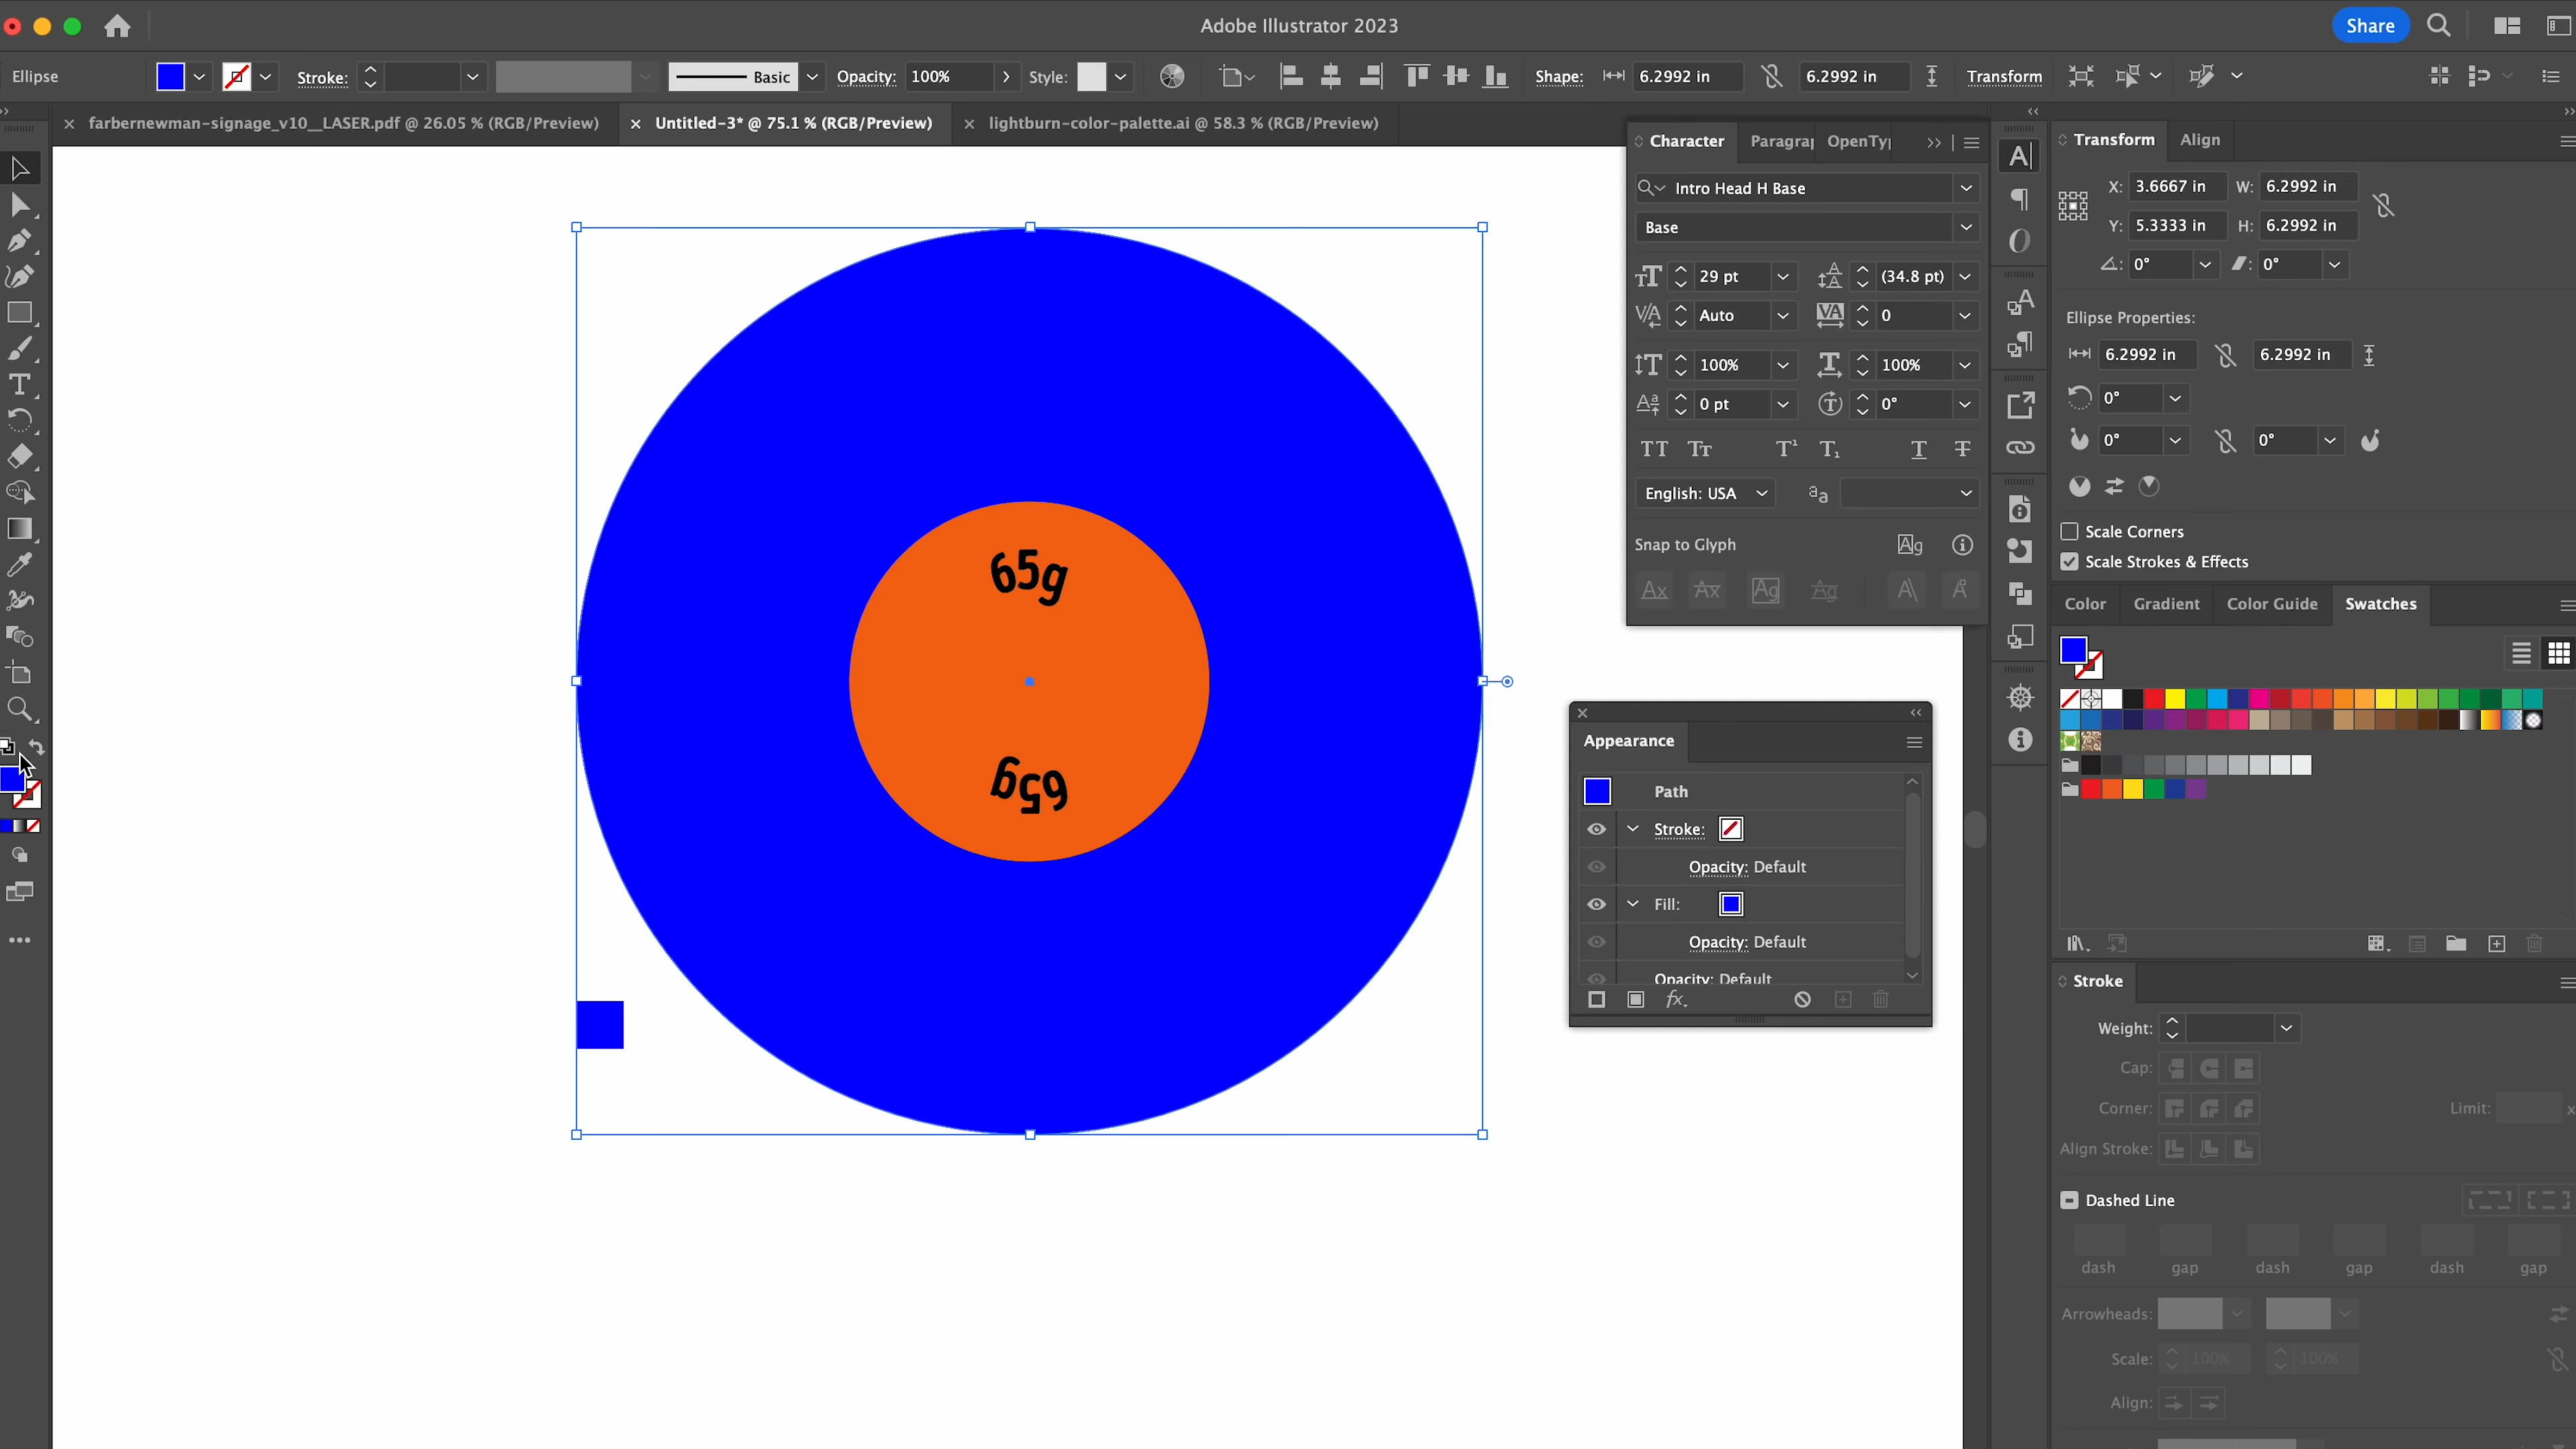 Adobe Illustrator 2023
Share
Ellipse
Stroke:
Basic
Opacity: 100%
Style:
Shape: 6.2992 in 6.2992 in
Transform
farbernewman-signage_v10__LASER.pdf @ 26.05 % (RGB/Preview)
Untitled-3* @ 75.1 % (RGB/Preview)
lightburn-color-palette.ai @ 58.3 % (RGB/Preview)
Character Paragrap OpenTy
Intro Head H Base
Base
29 pt (34.8 pt)
Auto 0
100% 100%
0 pt 0°
English: USA
Snap to Glyph
Transform Align
X: 3.6667 in W: 6.2992 in
Y: 5.3333 in H: 6.2992 in
0° 0°
Ellipse Properties:
6.2992 in 6.2992 in
0°
0° 0°
Scale Corners
Scale Strokes & Effects
Color Gradient Color Guide Swatches
65g
65g
Appearance
Path
Stroke:
Opacity: Default
Fill:
Opacity: Default
Opacity: Default
Stroke
Weight:
Cap:
Corner: Limit: x
Align Stroke:
Dashed Line
dash gap dash gap dash gap
Arrowheads:
Scale: 100% 100%
Align: